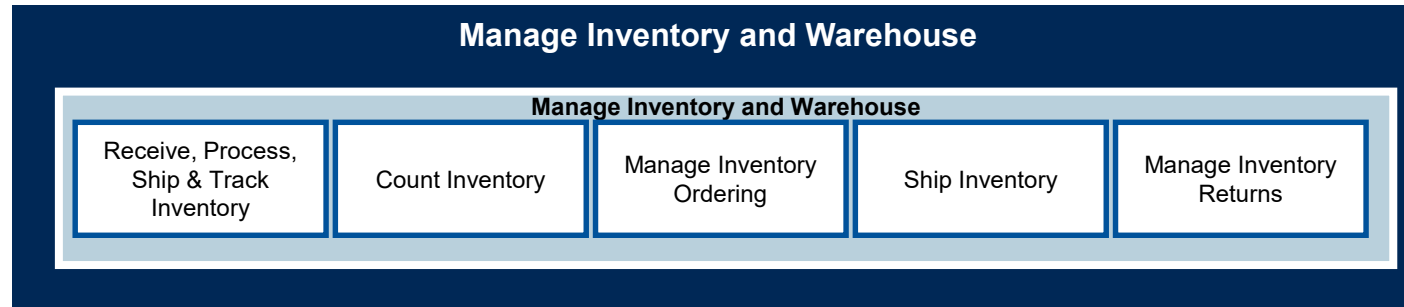 Manage Inventory and Warehouse
Manage Inventory and Warehouse
Receive, Process,
Ship & Track
Inventory
Count Inventory
Manage Inventory
Ordering
Ship Inventory
Manage Inventory
Returns